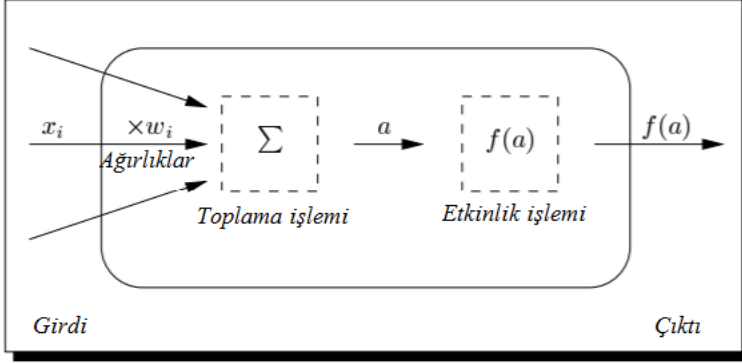 xᵢ
×wᵢ
Ağırlıklar
∑
Toplama işlemi
a
f(a)
Etkinlik işlemi
f(a)
Girdi
Çıktı